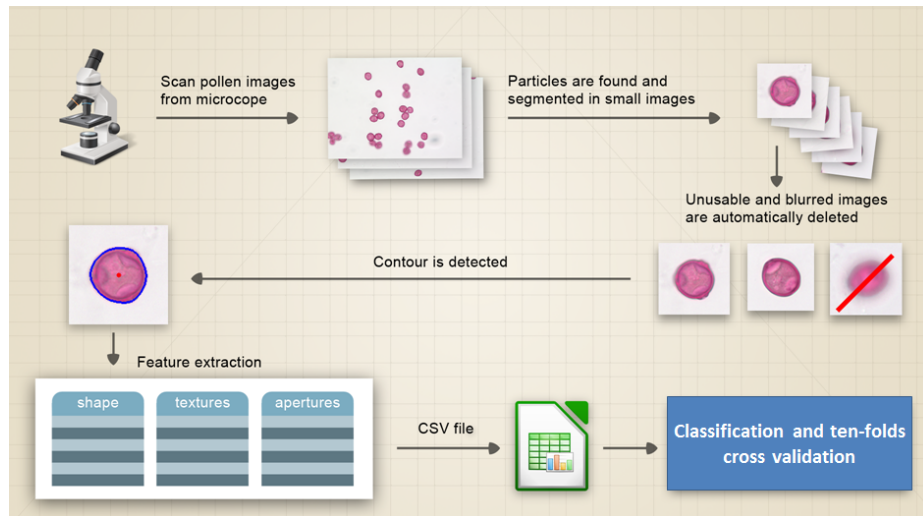 Scan pollen images
from microcope
Particles are found and
segmented in small images
Unusable and blurred images
are automatically deleted
Contour is detected
Feature extraction
shape
textures
apertures
CSV file
Classification and ten-folds
cross validation